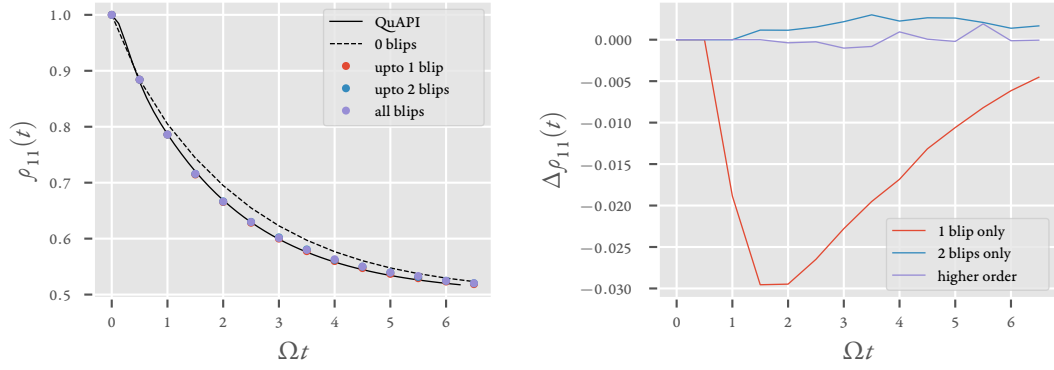 ρ₁₁(t)
1.0
0.9
0.8
0.7
0.6
0.5
QuAPI
0 blips
upto 1 blip
upto 2 blips
all blips
0 1 2 3 4 5 6
Ωt
Δρ₁₁(t)
0.000
−0.005
−0.010
−0.015
−0.020
−0.025
−0.030
1 blip only
2 blips only
higher order
0 1 2 3 4 5 6
Ωt